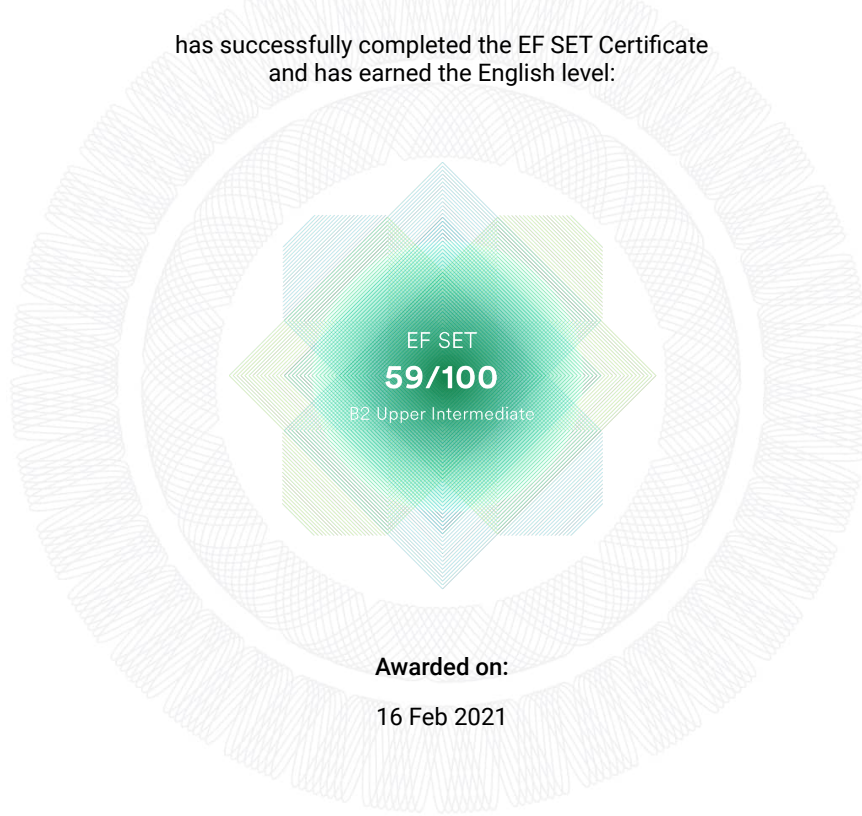 has successfully completed the EF SET Certificate
and has earned the English level:
EF SET
59/100
B2 Upper Intermediate
Awarded on:
16 Feb 2021